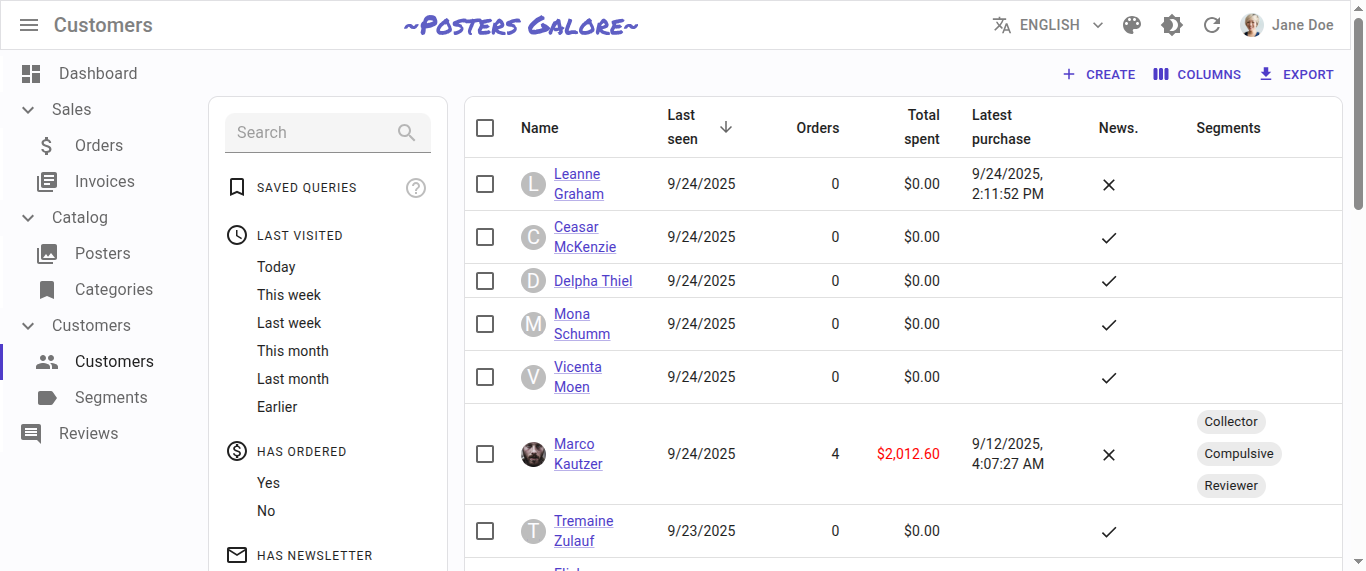 Customers
~Posters Galore~
ENGLISH
Jane Doe
Dashboard
Sales
Orders
Invoices
Catalog
Posters
Categories
Customers
Customers
Segments
Reviews
CREATE
COLUMNS
EXPORT
Search
SAVED QUERIES
?
LAST VISITED
Today
This week
Last week
This month
Last month
Earlier
HAS ORDERED
Yes
No
HAS NEWSLETTER
Name
Last seen
Orders
Total spent
Latest purchase
News.
Segments
L Leanne Graham 9/24/2025 0 $0.00 9/24/2025, 2:11:52 PM
C Ceasar McKenzie 9/24/2025 0 $0.00
D Delpha Thiel 9/24/2025 0 $0.00
M Mona Schumm 9/24/2025 0 $0.00
V Vicenta Moen 9/24/2025 0 $0.00
Marco Kautzer 9/24/2025 4 $2,012.60 9/12/2025, 4:07:27 AM Collector Compulsive Reviewer
T Tremaine Zulauf 9/23/2025 0 $0.00